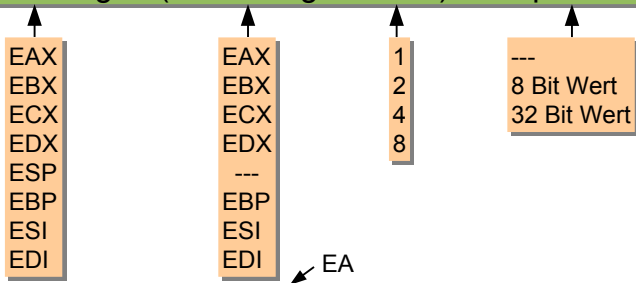 EAX EAX 1 ---
EBX EBX 2 8 Bit Wert
ECX ECX 4 32 Bit Wert
EDX EDX 8
ESP ---
EBP EBP
ESI ESI
EDI EDI
EA